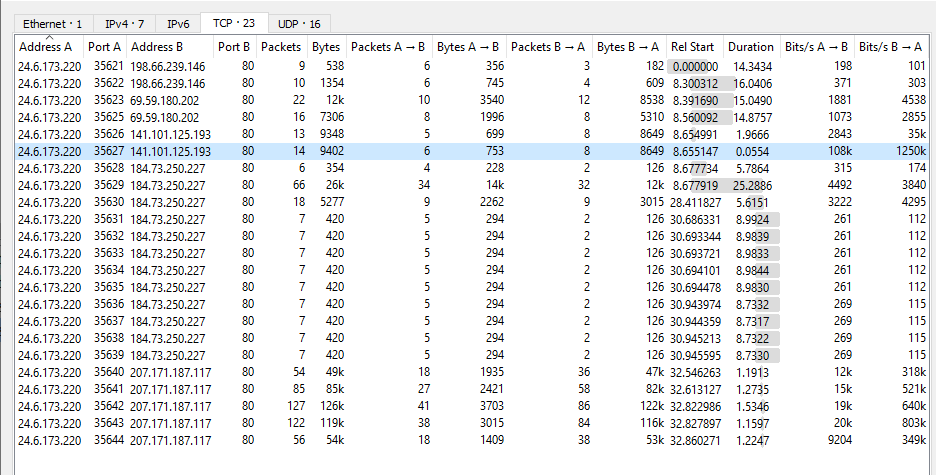 Ethernet · 1 IPv4 · 7 IPv6 TCP · 23 UDP · 16
Address A Port A Address B Port B Packets Bytes Packets A → B Bytes A → B Packets B → A Bytes B → A Rel Start Duration Bits/s A → B Bits/s B → A
24.6.173.220 35621 198.66.239.146 80 9 538 6 356 3 182 0.000000 14.3434 198 101
24.6.173.220 35622 198.66.239.146 80 10 1354 6 745 4 609 8.300312 16.0406 371 303
24.6.173.220 35623 69.59.180.202 80 22 12k 10 3540 12 8538 8.391690 15.0490 1881 4538
24.6.173.220 35625 69.59.180.202 80 16 7306 8 1996 8 5310 8.560092 14.8757 1073 2855
24.6.173.220 35626 141.101.125.193 80 13 9348 5 699 8 8649 8.654991 1.9666 2843 35k
24.6.173.220 35627 141.101.125.193 80 14 9402 6 753 8 8649 8.655147 0.0554 108k 1250k
24.6.173.220 35628 184.73.250.227 80 6 354 4 228 2 126 8.677734 5.7864 315 174
24.6.173.220 35629 184.73.250.227 80 66 26k 34 14k 32 12k 8.677919 25.2886 4492 3840
24.6.173.220 35630 184.73.250.227 80 18 5277 9 2262 9 3015 28.411827 5.6151 3222 4295
24.6.173.220 35631 184.73.250.227 80 7 420 5 294 2 126 30.686331 8.9924 261 112
24.6.173.220 35632 184.73.250.227 80 7 420 5 294 2 126 30.693344 8.9839 261 112
24.6.173.220 35633 184.73.250.227 80 7 420 5 294 2 126 30.693721 8.9833 261 112
24.6.173.220 35634 184.73.250.227 80 7 420 5 294 2 126 30.694101 8.9844 261 112
24.6.173.220 35635 184.73.250.227 80 7 420 5 294 2 126 30.694478 8.9830 261 112
24.6.173.220 35636 184.73.250.227 80 7 420 5 294 2 126 30.943974 8.7332 269 115
24.6.173.220 35637 184.73.250.227 80 7 420 5 294 2 126 30.944359 8.7317 269 115
24.6.173.220 35638 184.73.250.227 80 7 420 5 294 2 126 30.945213 8.7322 269 115
24.6.173.220 35639 184.73.250.227 80 7 420 5 294 2 126 30.945595 8.7330 269 115
24.6.173.220 35640 207.171.187.117 80 54 49k 18 1935 36 47k 32.546263 1.1913 12k 318k
24.6.173.220 35641 207.171.187.117 80 85 85k 27 2421 58 82k 32.613127 1.2735 15k 521k
24.6.173.220 35642 207.171.187.117 80 127 126k 41 3703 86 122k 32.822986 1.5346 19k 640k
24.6.173.220 35643 207.171.187.117 80 122 119k 38 3015 84 116k 32.827897 1.1597 20k 803k
24.6.173.220 35644 207.171.187.117 80 56 54k 18 1409 38 53k 32.860271 1.2247 9204 349k